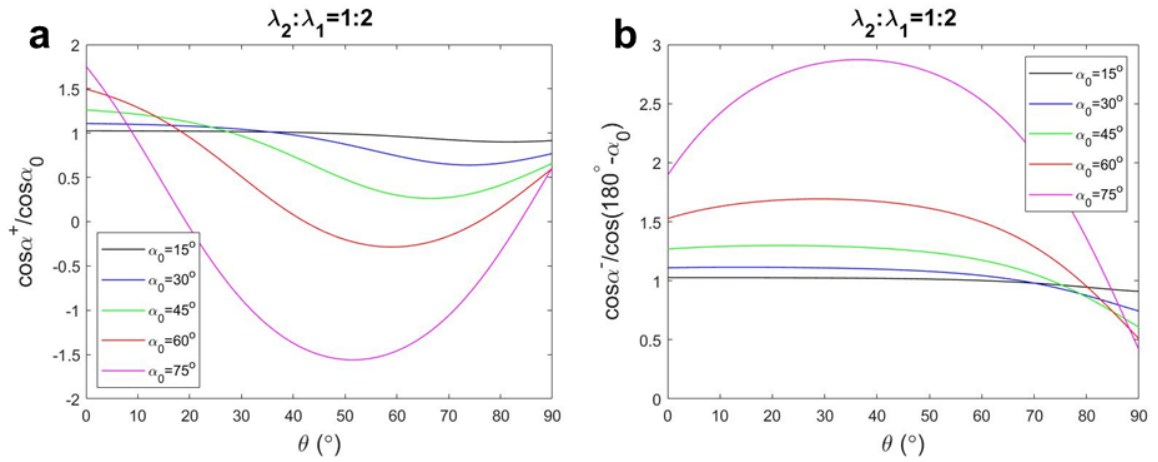 a
λ₂:λ₁=1:2
cosα⁺/cosα₀
2
1.5
1
0.5
0
-0.5
-1
-1.5
-2
α₀=15°
α₀=30°
α₀=45°
α₀=60°
α₀=75°
0 10 20 30 40 50 60 70 80 90
θ (°)
b
λ₂:λ₁=1:2
cosα⁻/cos(180°-α₀)
3
2.5
2
1.5
1
0.5
0
α₀=15°
α₀=30°
α₀=45°
α₀=60°
α₀=75°
0 10 20 30 40 50 60 70 80 90
θ (°)